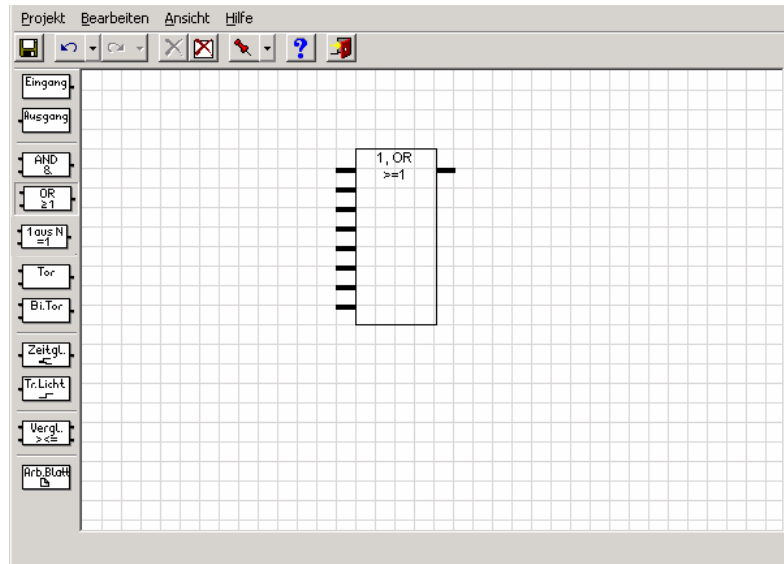 Projekt Bearbeiten Ansicht Hilfe
?
Eingang
Ausgang
AND
&
OR
≥1
1 aus N
=1
Tor
Bi.Tor
Zeitgl.
Tr.Licht
Vergl.
><=
Arb.Blatt
1, OR
>=1